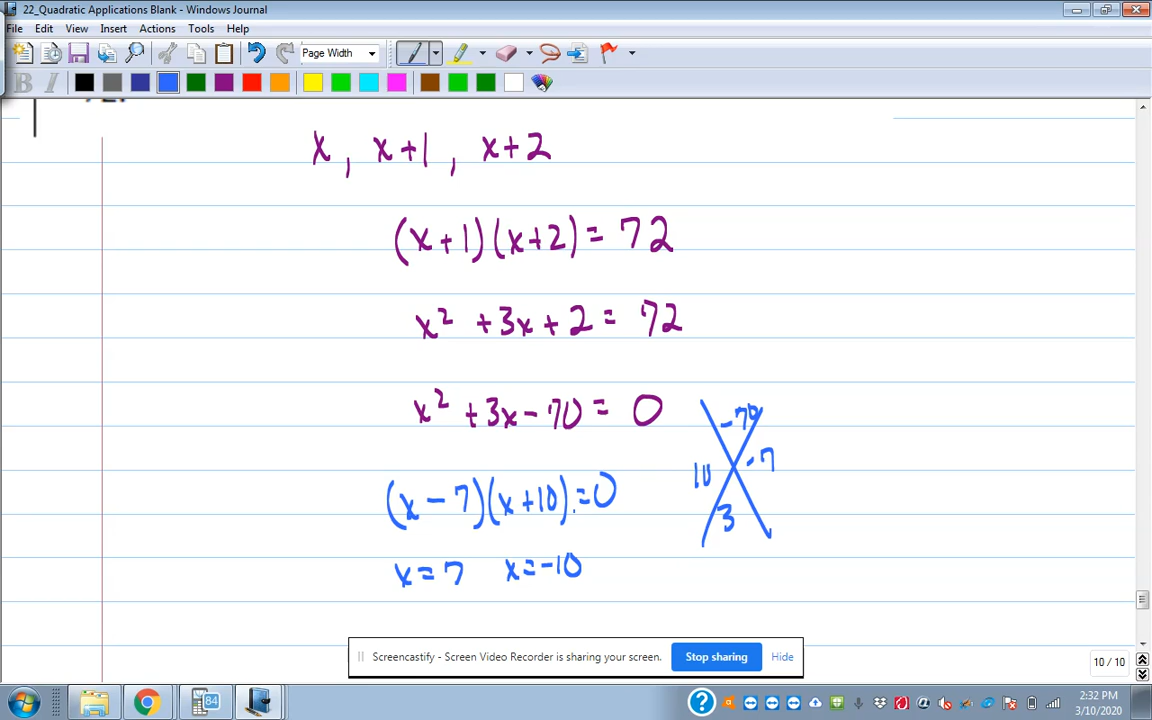 22_Quadratic Applications Blank - Windows Journal
File Edit View Insert Actions Tools Help
Page Width
B I
x, x+1, x+2
(x+1)(x+2) = 72
x² +3x+2 = 72
x² +3x-70 = 0
-70
10 -7
3
(x-7)(x+10)=0
x=7 x=-10
Screencastify - Screen Video Recorder is sharing your screen. Stop sharing Hide
10 / 10
84
2:32 PM
3/10/2020